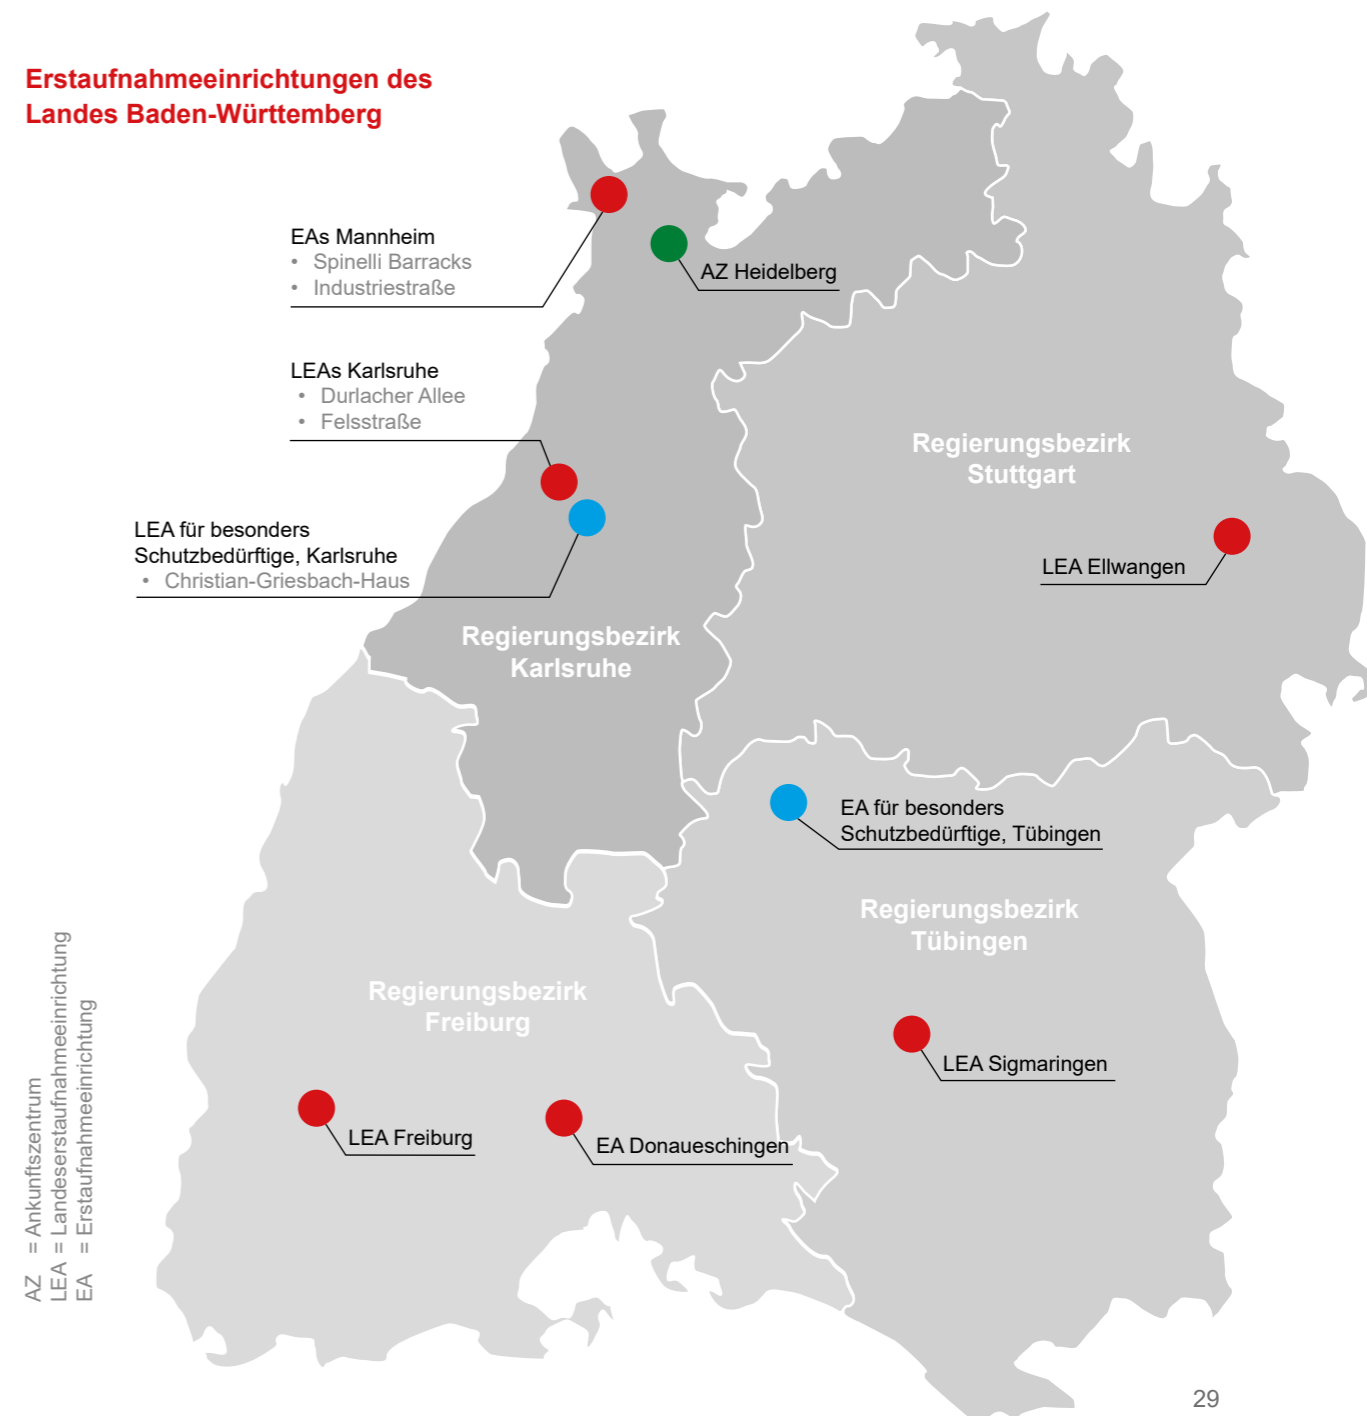 Erstaufnahmeeinrichtungen des
Landes Baden-Württemberg
EAs Mannheim
• Spinelli Barracks
• Industriestraße
AZ Heidelberg
LEAs Karlsruhe
• Durlacher Allee
• Felsstraße
Regierungsbezirk
Stuttgart
LEA für besonders
Schutzbedürftige, Karlsruhe
• Christian-Griesbach-Haus
LEA Ellwangen
Regierungsbezirk
Karlsruhe
EA für besonders
Schutzbedürftige, Tübingen
Regierungsbezirk
Tübingen
Regierungsbezirk
Freiburg
LEA Sigmaringen
LEA Freiburg
EA Donaueschingen
AZ = Ankunftszentrum
LEA = Landeserstaufnahmeeinrichtung
EA = Erstaufnahmeeinrichtung
29